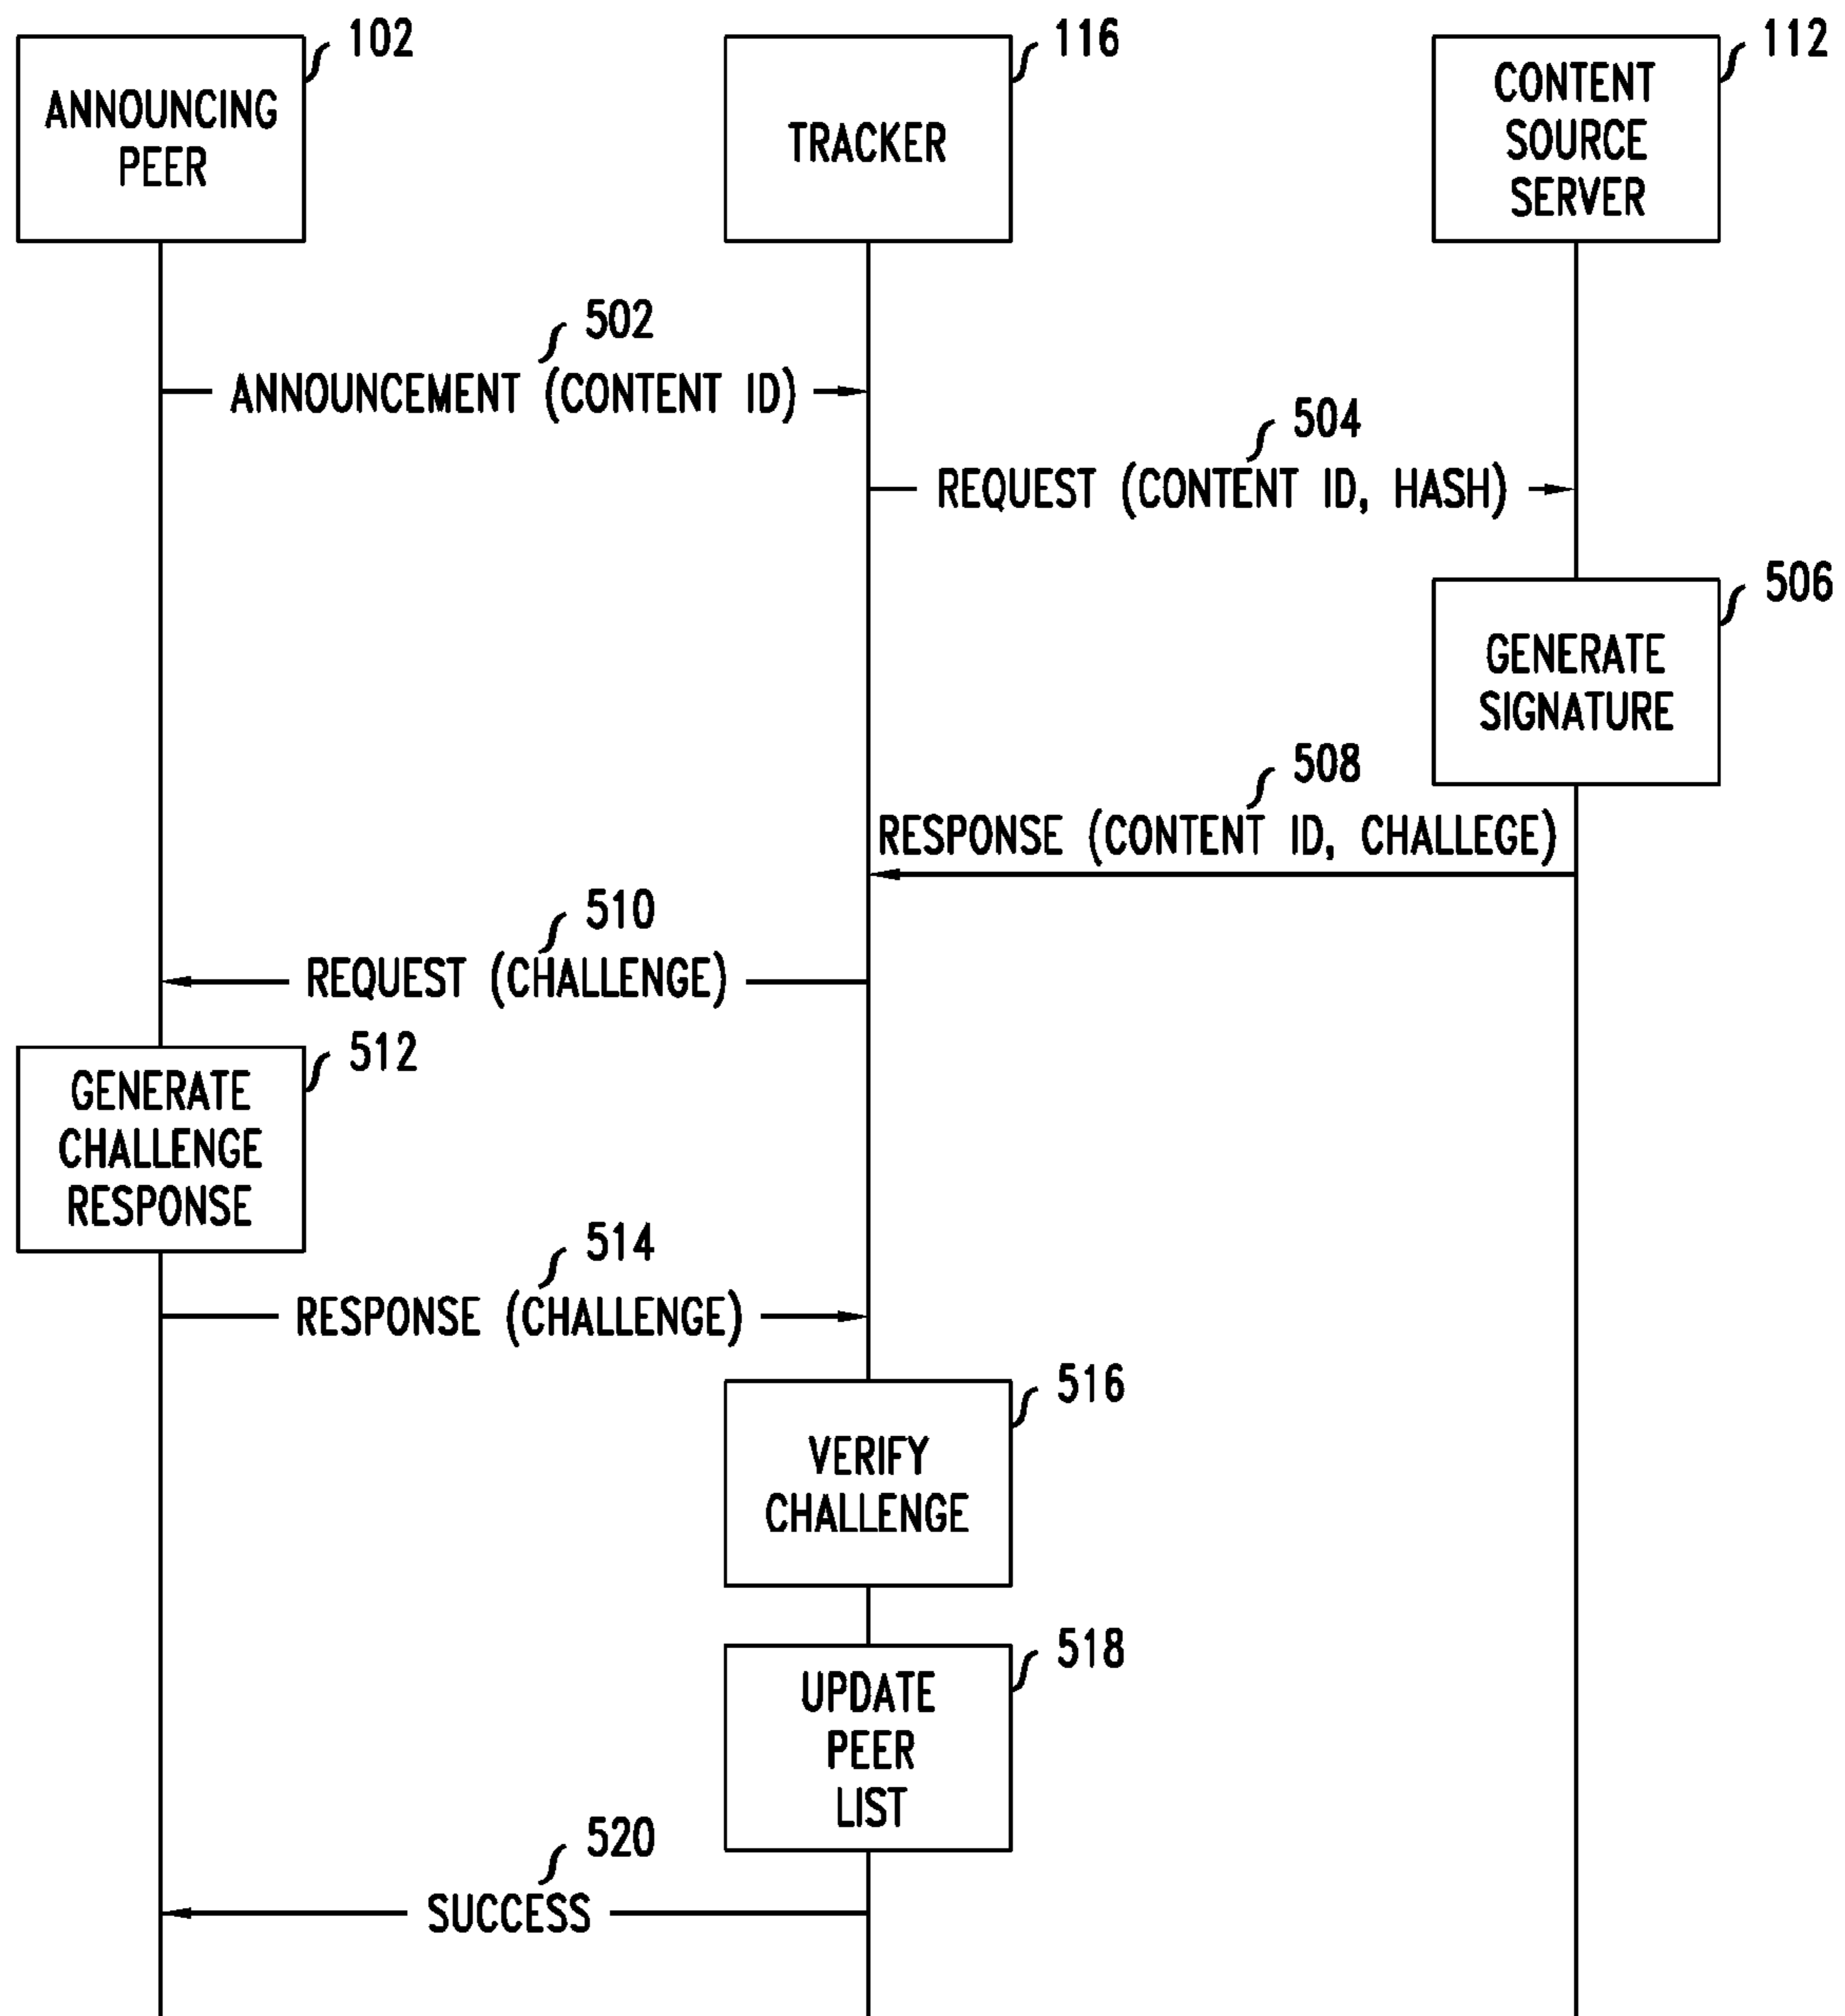 102
ANNOUNCING
PEER
116
TRACKER
112
CONTENT
SOURCE
SERVER
502
ANNOUNCEMENT (CONTENT ID)
504
REQUEST (CONTENT ID, HASH)
506
GENERATE
SIGNATURE
508
RESPONSE (CONTENT ID, CHALLEGE)
510
REQUEST (CHALLENGE)
512
GENERATE
CHALLENGE
RESPONSE
514
RESPONSE (CHALLENGE)
516
VERIFY
CHALLENGE
518
UPDATE
PEER
LIST
520
SUCCESS